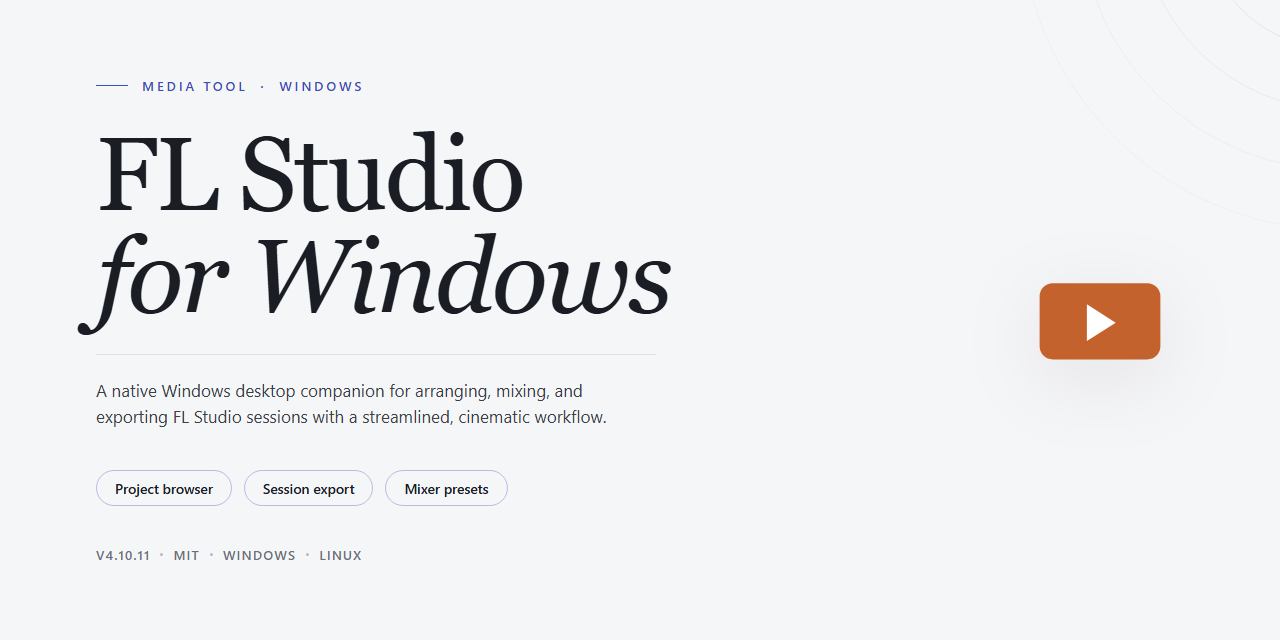 MEDIA TOOL · WINDOWS
FL Studio
for Windows
A native Windows desktop companion for arranging, mixing, and
exporting FL Studio sessions with a streamlined, cinematic workflow.
Project browser Session export Mixer presets
V4.10.11 • MIT • WINDOWS • LINUX